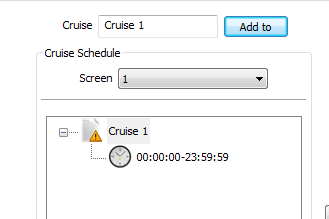 Cruise Cruise 1 Add to
Cruise Schedule
Screen 1
Cruise 1
00:00:00-23:59:59